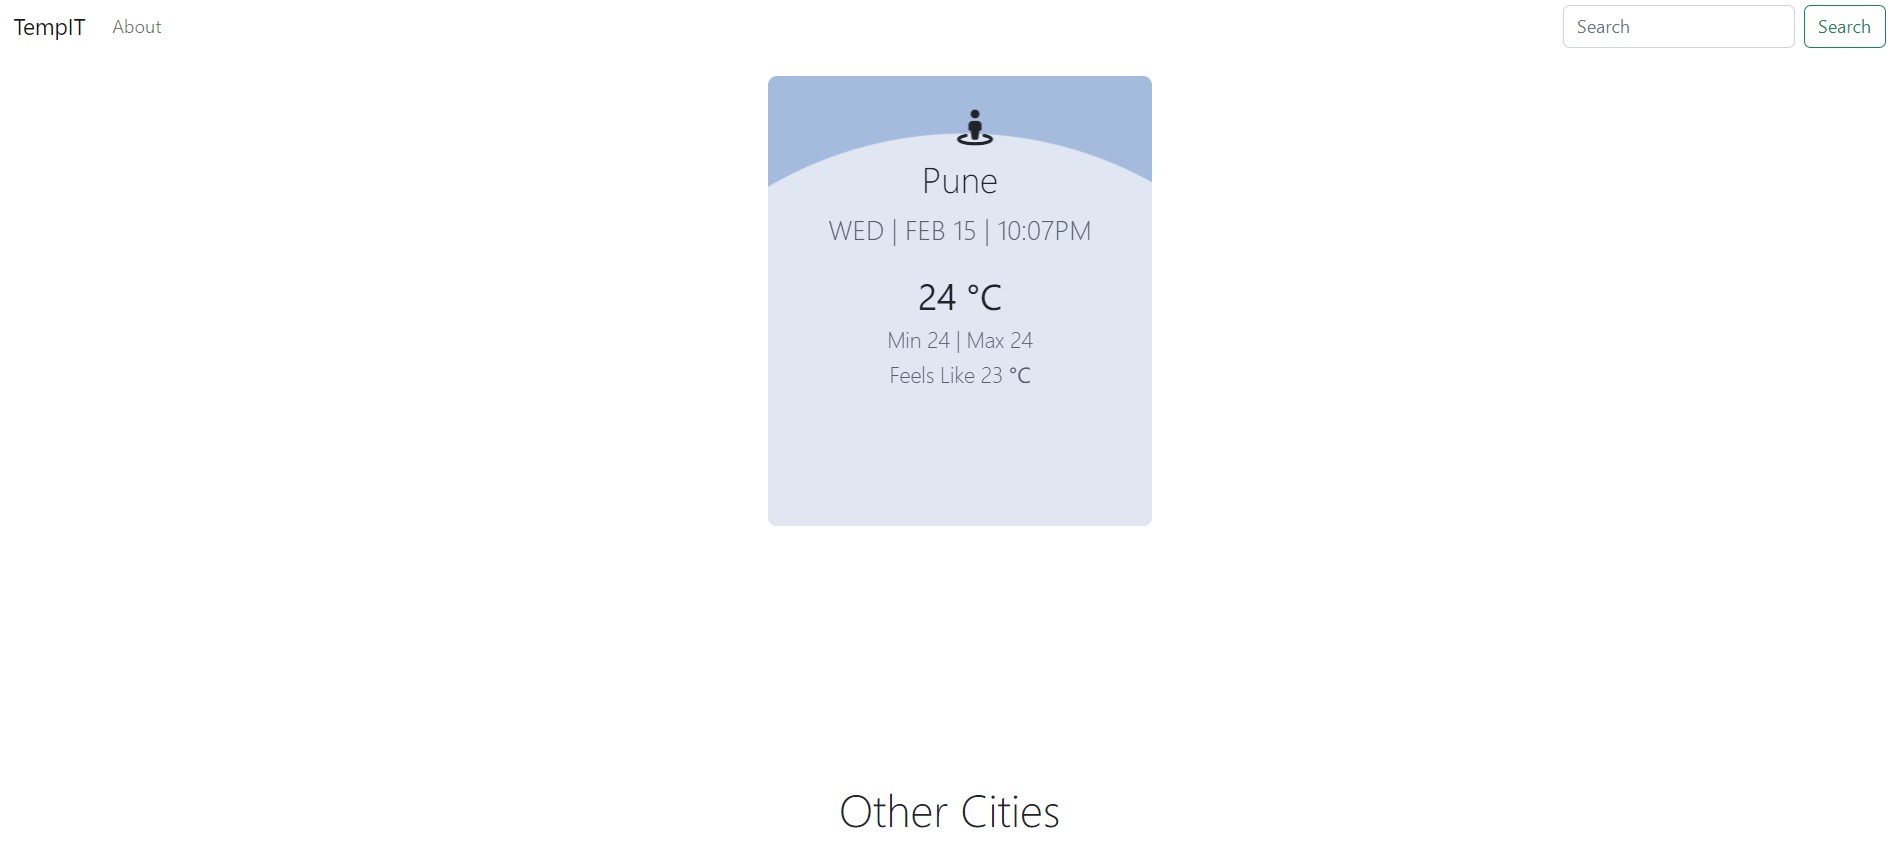 TempIT About Search Search
Pune
WED | FEB 15 | 10:07PM
24 °C
Min 24 | Max 24
Feels Like 23 °C
Other Cities